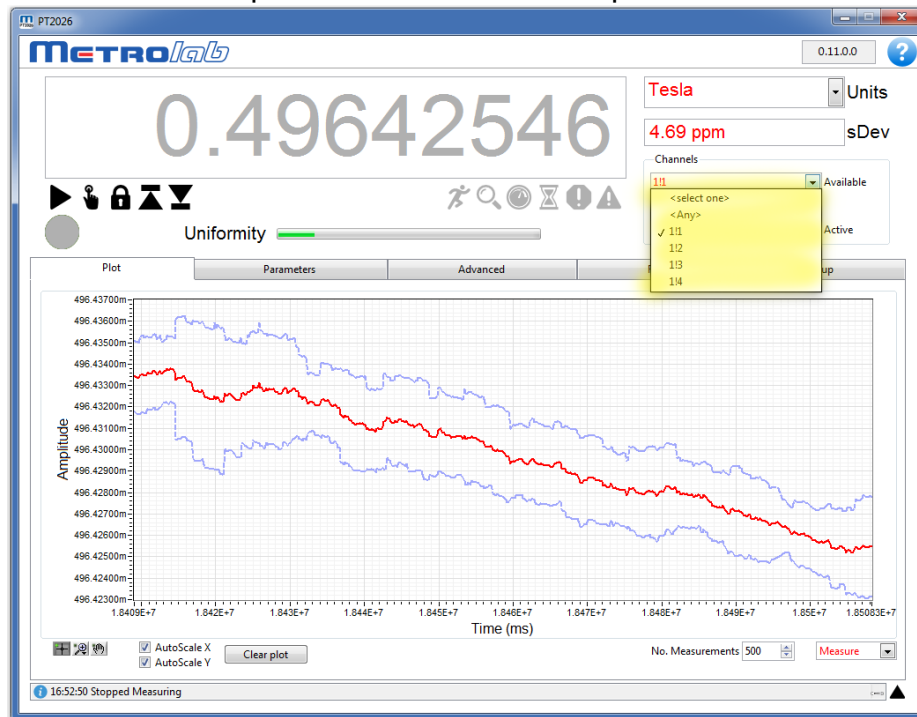 PT2026
METROlab
0.11.0.0
?
0.49642546
Tesla
Units
4.69 ppm
sDev
Channels
1!1
Available
<select one>
<Any>
1!1
Active
1!2
1!3
1!4
Uniformity
Plot
Parameters
Advanced
up
496.43700m
496.43600m
496.43500m
496.43400m
496.43300m
496.43200m
496.43100m
496.43000m
496.42900m
496.42800m
496.42700m
496.42600m
496.42500m
496.42400m
496.42300m
Amplitude
1.8409E+7
1.842E+7
1.843E+7
1.844E+7
1.845E+7
1.846E+7
1.847E+7
1.848E+7
1.849E+7
1.85E+7
1.85083E+7
Time (ms)
AutoScale X
AutoScale Y
Clear plot
No. Measurements 500
Measure
16:52:50 Stopped Measuring